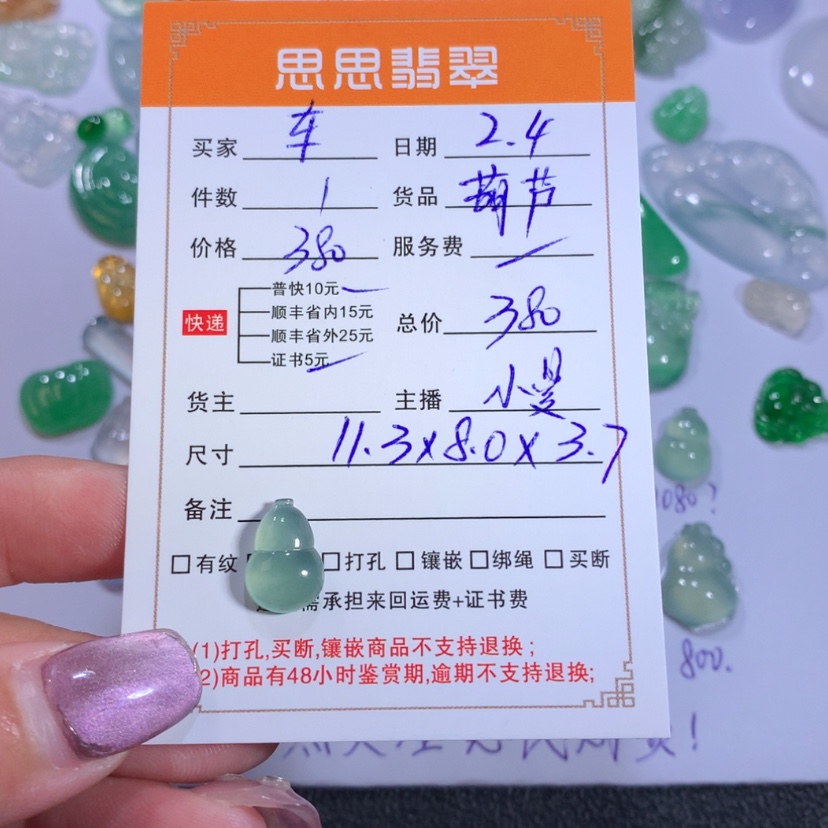 思思翡翠
买家 车 日期 2.4
件数 1 货品 葫芦
价格 380 服务费
快递
普快10元
顺丰省内15元
顺丰省外25元
证书5元
总价 380
货主 主播 小曼
尺寸 11.3x8.0x3.7
备注
有纹 打孔 镶嵌 绑绳 买断
需承担来回运费+证书费
(1)打孔,买断,镶嵌商品不支持退换;
2)商品有48小时鉴赏期,逾期不支持退换;
1080?
800.